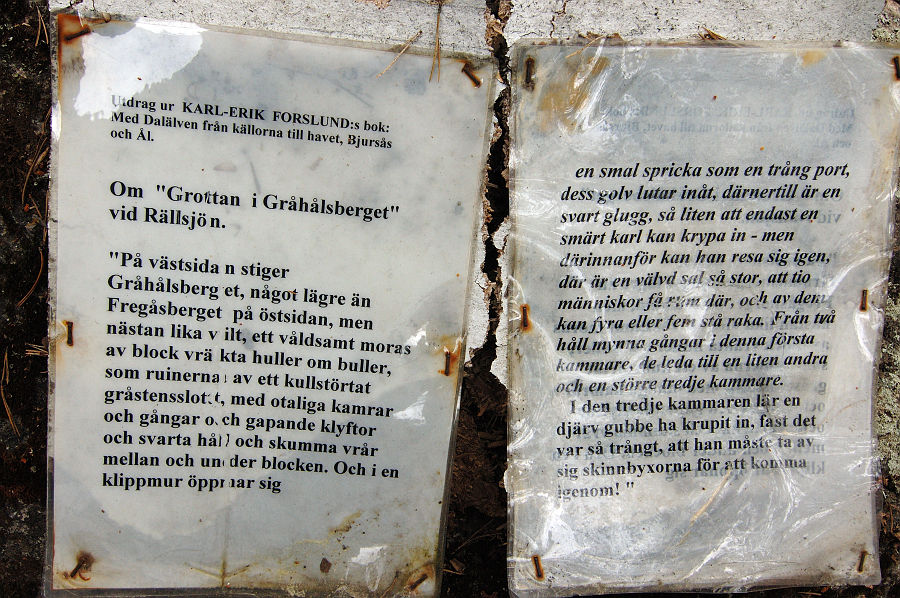 Utdrag ur KARL-ERIK FORSLUND:s bok:
Med Dalälven från källorna till havet, Bjursås
och Ål.
Om "Grottan i Gråhålsberget"
vid Rällsjön.
"På västsidan stiger
Gråhålsberget, något lägre än
Fregåsberget på östsidan, men
nästan lika vilt, ett våldsamt moras
av block vräkta huller om buller,
som ruinerna av ett kullstörtat
gråstensslott, med otaliga kamrar
och gångar och gapande klyftor
och svarta hål och skumma vrår
mellan och under blocken. Och i en
klippmur öppnar sig
en smal spricka som en trång port,
dess golv lutar inåt, därnertill är en
svart glugg, så liten att endast en
smärt karl kan krypa in - men
därinnanför kan han resa sig igen,
där är en välvd sal så stor, att tio
människor få rum där, och av dem
kan fyra eller fem stå raka. Från två
håll mynna gångar i denna första
kammare, de leda till en liten andra
och en större tredje kammare.
I den tredje kammaren lär en
djärv gubbe ha krupit in, fast det
var så trångt, att han måste ta av
sig skinnbyxorna för att komma
igenom! "